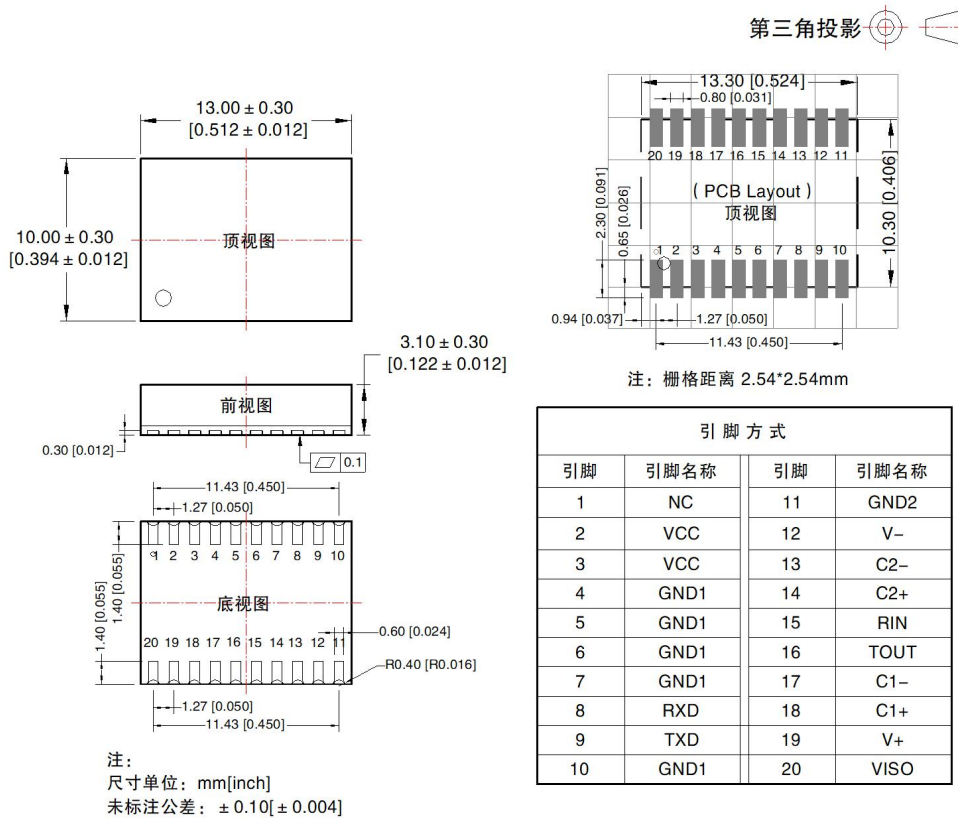 第三角投影
13.00 ± 0.30
[0.512 ± 0.012]
10.00 ± 0.30
[0.394 ± 0.012]
顶视图
3.10 ± 0.30
[0.122 ± 0.012]
前视图
0.30 [0.012]
0.1
11.43 [0.450]
1.27 [0.050]
1 2 3 4 5 6 7 8 9 10
1.40 [0.055]
1.40 [0.055]
底视图
0.60 [0.024]
20 19 18 17 16 15 14 13 12 11
R0.40 [R0.016]
1.27 [0.050]
11.43 [0.450]
注：
尺寸单位：mm[inch]
未标注公差：± 0.10[± 0.004]
13.30 [0.524]
0.80 [0.031]
20 19 18 17 16 15 14 13 12 11
( PCB Layout )
顶视图
2.30 [0.091]
0.65 [0.026]
10.30 [0.406]
1 2 3 4 5 6 7 8 9 10
0.94 [0.037]
1.27 [0.050]
11.43 [0.450]
注：栅格距离 2.54*2.54mm
引脚方式
引脚 引脚名称 引脚 引脚名称
1 NC 11 GND2
2 VCC 12 V−
3 VCC 13 C2−
4 GND1 14 C2+
5 GND1 15 RIN
6 GND1 16 TOUT
7 GND1 17 C1−
8 RXD 18 C1+
9 TXD 19 V+
10 GND1 20 VISO